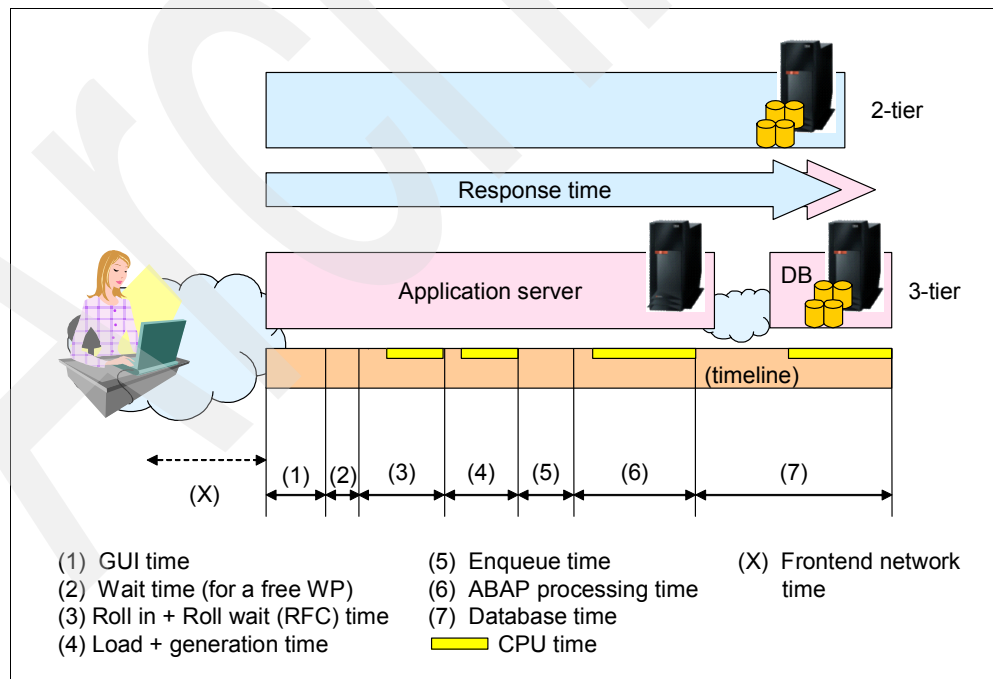 2-tier
Response time
Application server
DB
3-tier
(timeline)
(X)
(1)
(2)
(3)
(4)
(5)
(6)
(7)
(1) GUI time
(2) Wait time (for a free WP)
(3) Roll in + Roll wait (RFC) time
(4) Load + generation time
(5) Enqueue time
(6) ABAP processing time
(7) Database time
CPU time
(X) Frontend network
time